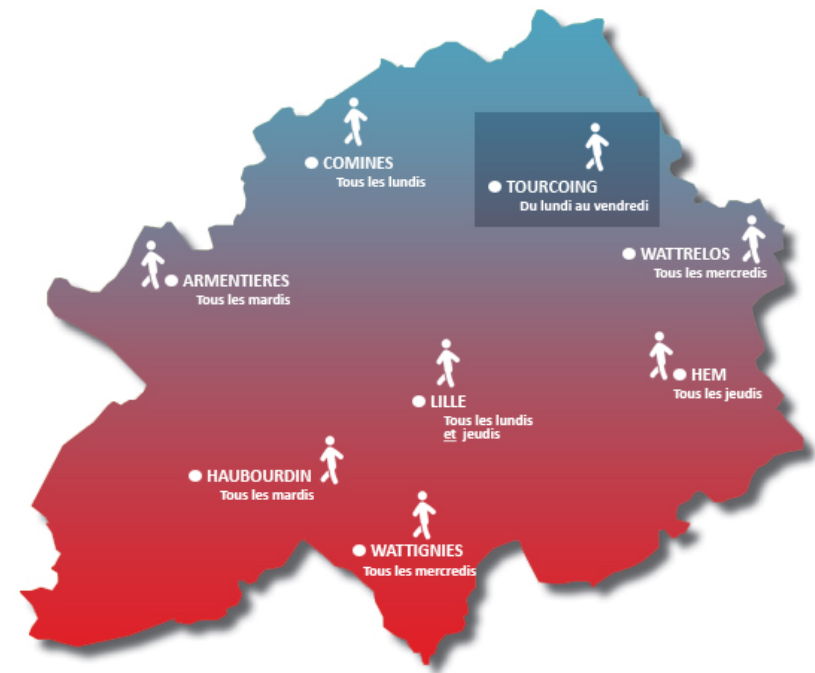 COMINES
Tous les lundis
TOURCOING
Du lundi au vendredi
WATTRELOS
Tous les mercredis
ARMENTIERES
Tous les mardis
HEM
Tous les jeudis
LILLE
Tous les lundis
et jeudis
HAUBOURDIN
Tous les mardis
WATTIGNIES
Tous les mercredis